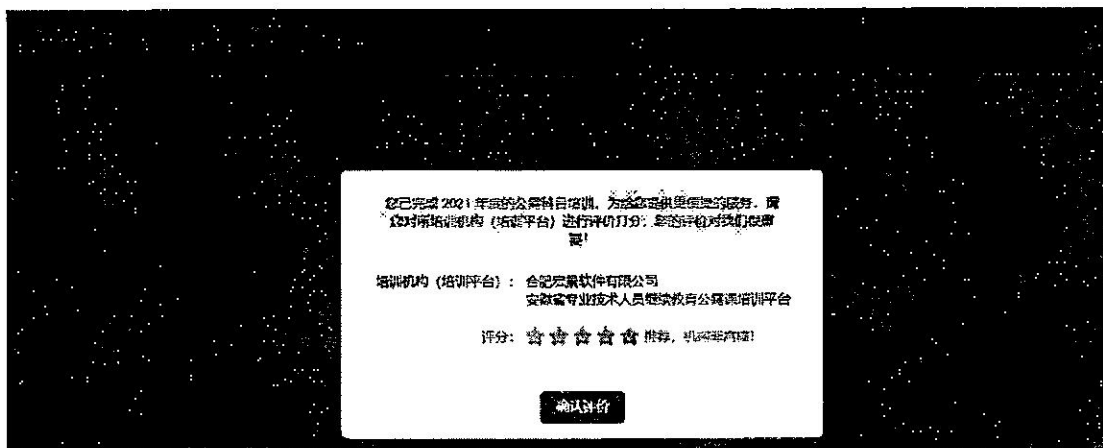 您已完成 2021 年度的公需科目培训,为给您提供更便捷的服务,请
您对所培训机构(培训平台)进行评价打分,您的评价对我们很重
要!
培训机构(培训平台): 合肥宏景软件有限公司
安徽省专业技术人员继续教育公需课培训平台
评分: 推荐,
确认评价